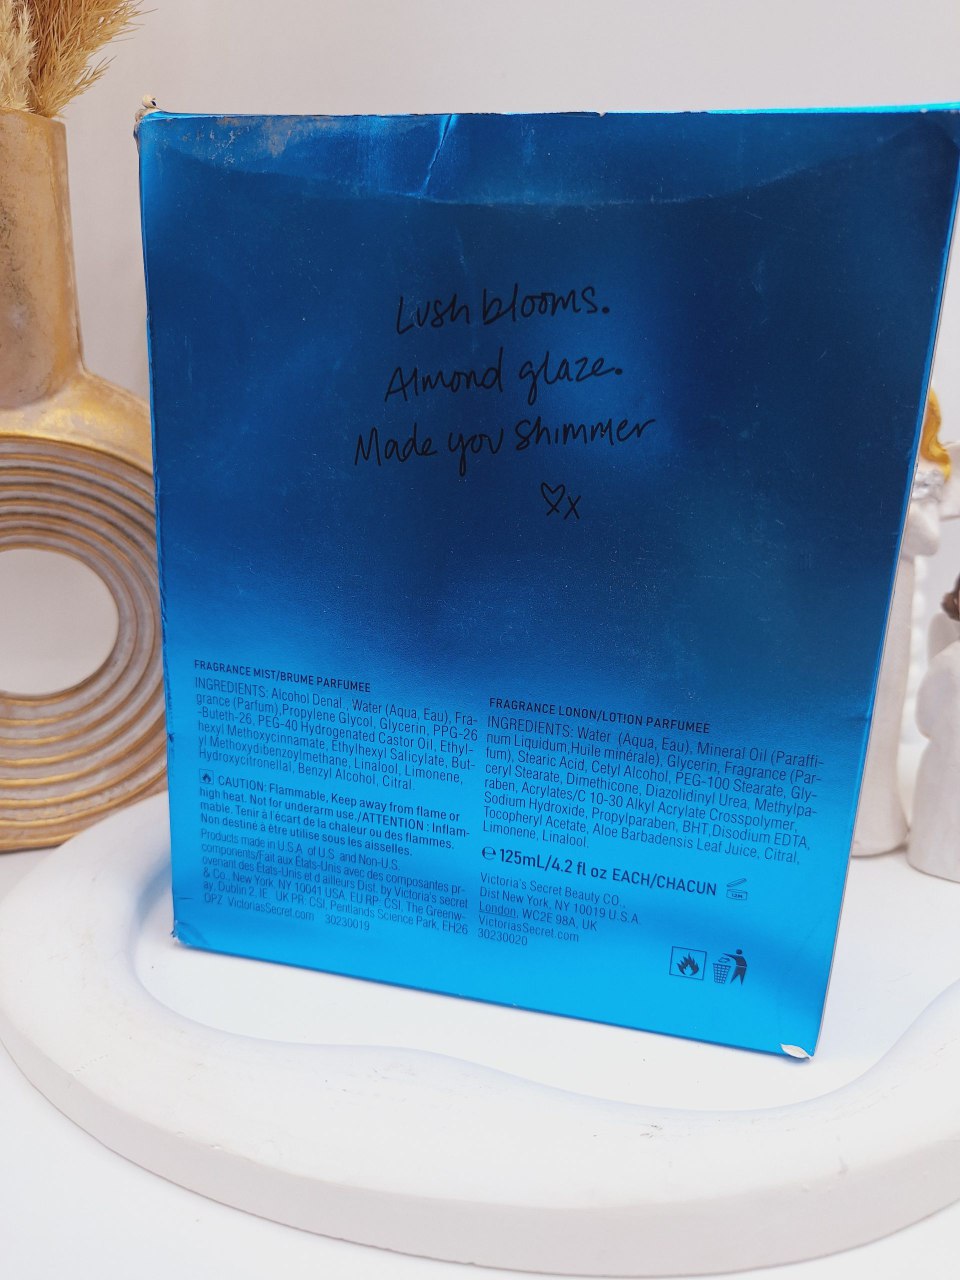 Lush blooms.
Almond glaze.
Made you shimmer
♡x
FRAGRANCE MIST/BRUME PARFUMEE
INGREDIENTS: Alcohol Denal., Water (Aqua, Eau), Fra-
grance (Parfum),Propylene Glycol, Glycerin, PPG-26
-Buteth-26, PEG-40 Hydrogenated Castor Oil, Ethyl-
hexyl Methoxycinnamate, Ethylhexyl Salicylate, But-
yl Methoxydibenzoylmethane, Linalool, Limonene,
Hydroxycitronellal, Benzyl Alcohol, Citral.
CAUTION: Flammable, Keep away from flame or
high heat. Not for underarm use./ATTENTION : inflam-
mable. Tenir à l écart de la chaleur ou des flammes.
Non destiné à être utilise sous les aisselles.
Products made in U.S.A. of U.S and Non-U.S.
components/Fait aux États-Unis avec des composantes pr-
ovenant des États-Unis et d ailleurs Dist. by Victoria's secret
& Co., New York, NY 10041 USA. EU RP: CSI, The Greenw-
ay, Dublin 2, IE UK PR CSI, Pentlands Science Park, EH26
OPZ VictoriasSecret.com 30230019
FRAGRANCE LONON/LOT!ON PARFUMEE
INGREDIENTS: Water (Aqua, Eau), Mineral Oil (Paraffi-
num Liquidum,Huile minérale), Glycerin, Fragrance (Par-
fum), Stearic Acid, Cetyl Alcohol, PEG-100 Stearate, Gly-
ceryl Stearate, Dimethicone, Diazolidinyl Urea, Methylpa-
raben, Acrylates/C 10-30 Alkyl Acrylate Crosspolymer,
Sodium Hydroxide, Propylparaben, BHT,Disodium EDTA,
Tocopheryl Acetate, Aloe Barbadensis Leaf Juice, Citral,
Limonene, Linalool.
℮ 125mL/4.2 fl oz EACH/CHACUN
Victoria's Secret Beauty CO .,
Dist New York, NY 10019 U.S.A.
London, WC2E 98A, UK
VictoriasSecret.com
30230020